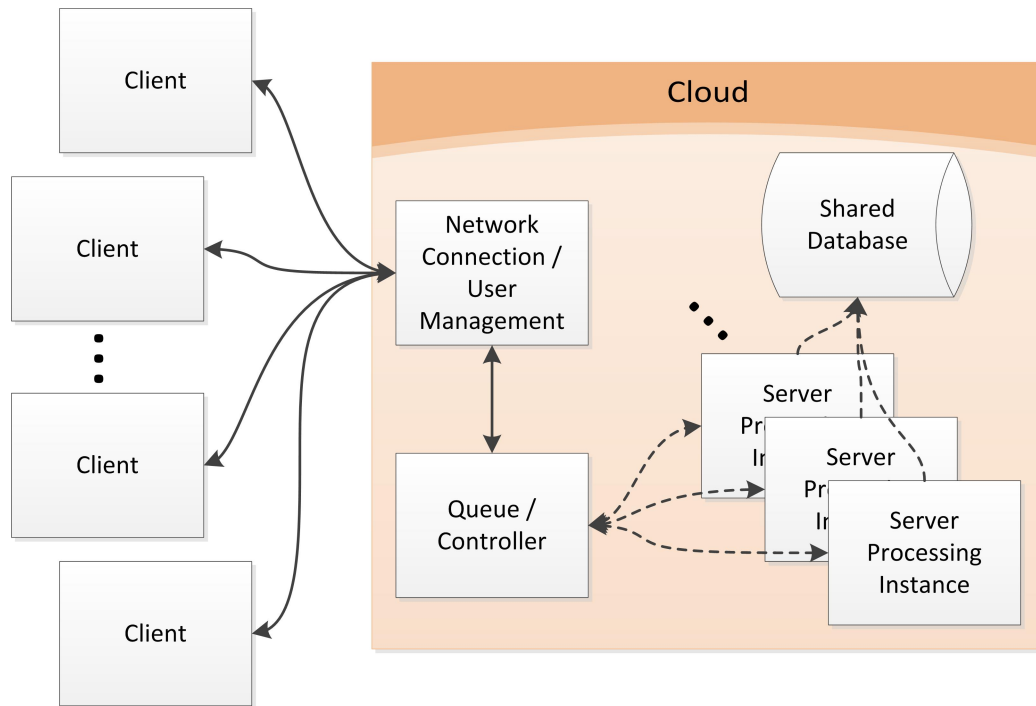 Client
Client
Client
Client
Cloud
Network
Connection /
User
Management
Queue /
Controller
Shared
Database
Server
Server
Server
Processing
Instance